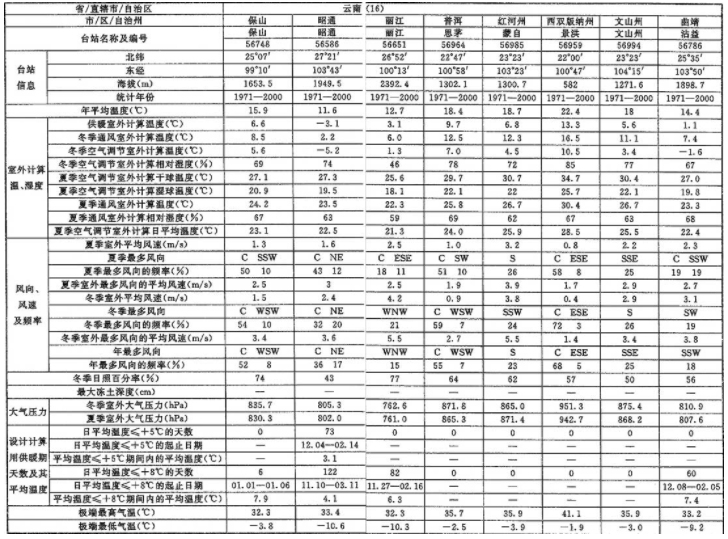 省/直辖市/自治区 云南(16)
市/区/自治州 保山 昭通 丽江 普洱 红河州 西双版纳州 文山州 曲靖
台站名称及编号 保山 昭通 丽江 思茅 蒙自 景洪 文山州 沾益
56748 56586 56651 56964 56985 56959 56994 56786
台站信息 北纬 25°07′ 27°21′ 26°52′ 22°47′ 23°23′ 22°00′ 23°23′ 25°35′
东经 99°10′ 103°43′ 100°13′ 100°58′ 103°23′ 100°47′ 104°15′ 103°50′
海拔(m) 1653.5 1949.5 2392.4 1302.1 1300.7 582 1271.6 1898.7
统计年份 1971—2000 1971—2000 1971—2000 1971—2000 1971—2000 1971—2000 1971—2000 1971—2000
年平均温度(℃) 15.9 11.6 12.7 18.4 18.7 22.4 18 14.4
室外计算温、湿度 供暖室外计算温度(℃) 6.6 −3.1 3.1 9.7 6.8 13.3 5.6 1.1
冬季通风室外计算温度(℃) 8.5 2.2 6.0 12.5 12.3 16.5 11.1 7.4
冬季空气调节室外计算温度(℃) 5.6 −5.2 1.3 7.0 4.5 10.5 3.4 −1.6
冬季空气调节室外计算相对湿度(%) 69 74 46 78 72 85 77 67
夏季空气调节室外计算干球温度(℃) 27.1 27.3 25.6 29.7 30.7 34.7 30.4 27.0
夏季空气调节室外计算湿球温度(℃) 20.9 19.5 18.1 22.1 22 25.7 22.1 19.8
夏季通风室外计算温度(℃) 24.2 23.5 22.3 25.8 26.7 30.4 26.7 23.3
夏季通风室外计算相对湿度(%) 67 63 59 69 62 67 63 68
夏季空气调节室外计算日平均温度(℃) 23.1 22.5 21.3 24.0 25.9 28.5 25.5 22.4
风向、风速及频率 夏季室外平均风速(m/s) 1.3 1.6 2.5 1.0 3.2 0.8 2.2 2.3
夏季最多风向 C SSW C NE C ESE C SW S C ESE SSE C SSW
夏季最多风向的频率(%) 50 10 43 12 18 11 51 10 26 58 8 25 19 19
夏季室外最多风向的平均风速(m/s) 2.5 3 2.5 1.9 3.9 1.7 2.9 2.7
冬季室外平均风速(m/s) 1.5 2.4 4.2 0.9 3.8 0.4 2.9 3.1
冬季最多风向 C WSW C NE WNW C WSW SSW C ESE S SW
冬季最多风向的频率(%) 54 10 32 20 21 59 7 24 72 3 26 19
冬季室外最多风向的平均风速(m/s) 3.4 3.6 5.5 2.7 5.5 1.4 3.4 3.8
年最多风向 C WSW C NE WNW C WSW S C ESE SSE SSW
年最多风向的频率(%) 52 8 36 17 15 55 7 23 68 5 25 18
冬季日照百分率(%) 74 43 77 64 62 57 50 56
最大冻土深度(cm) — — — — — — — —
大气压力 冬季室外大气压力(hPa) 835.7 805.3 762.6 871.8 865.0 951.3 875.4 810.9
夏季室外大气压力(hPa) 830.3 802.0 761.0 865.3 871.4 942.7 868.2 807.6
设计计算用供暖期天数及其平均温度 日平均温度≤+5℃的天数 0 73 0 0 0 0 0 0
日平均温度≤+5℃的起止日期 — 12.04—02.14 — — — — — —
平均温度≤+5℃期间内的平均温度(℃) — 3.1 — — — — — —
日平均温度≤+8℃的天数 6 122 82 0 0 0 0 60
日平均温度≤+8℃的起止日期 01.01—01.06 11.10—03.11 11.27—02.16 — — — — 12.08—02.05
平均温度≤+8℃期间内的平均温度(℃) 7.9 4.1 6.3 — — — — 7.4
极端最高气温(℃) 32.3 33.4 32.3 35.7 35.9 41.1 35.9 33.2
极端最低气温(℃) −3.8 −10.6 −10.3 −2.5 −3.9 −1.9 −3.0 −9.2